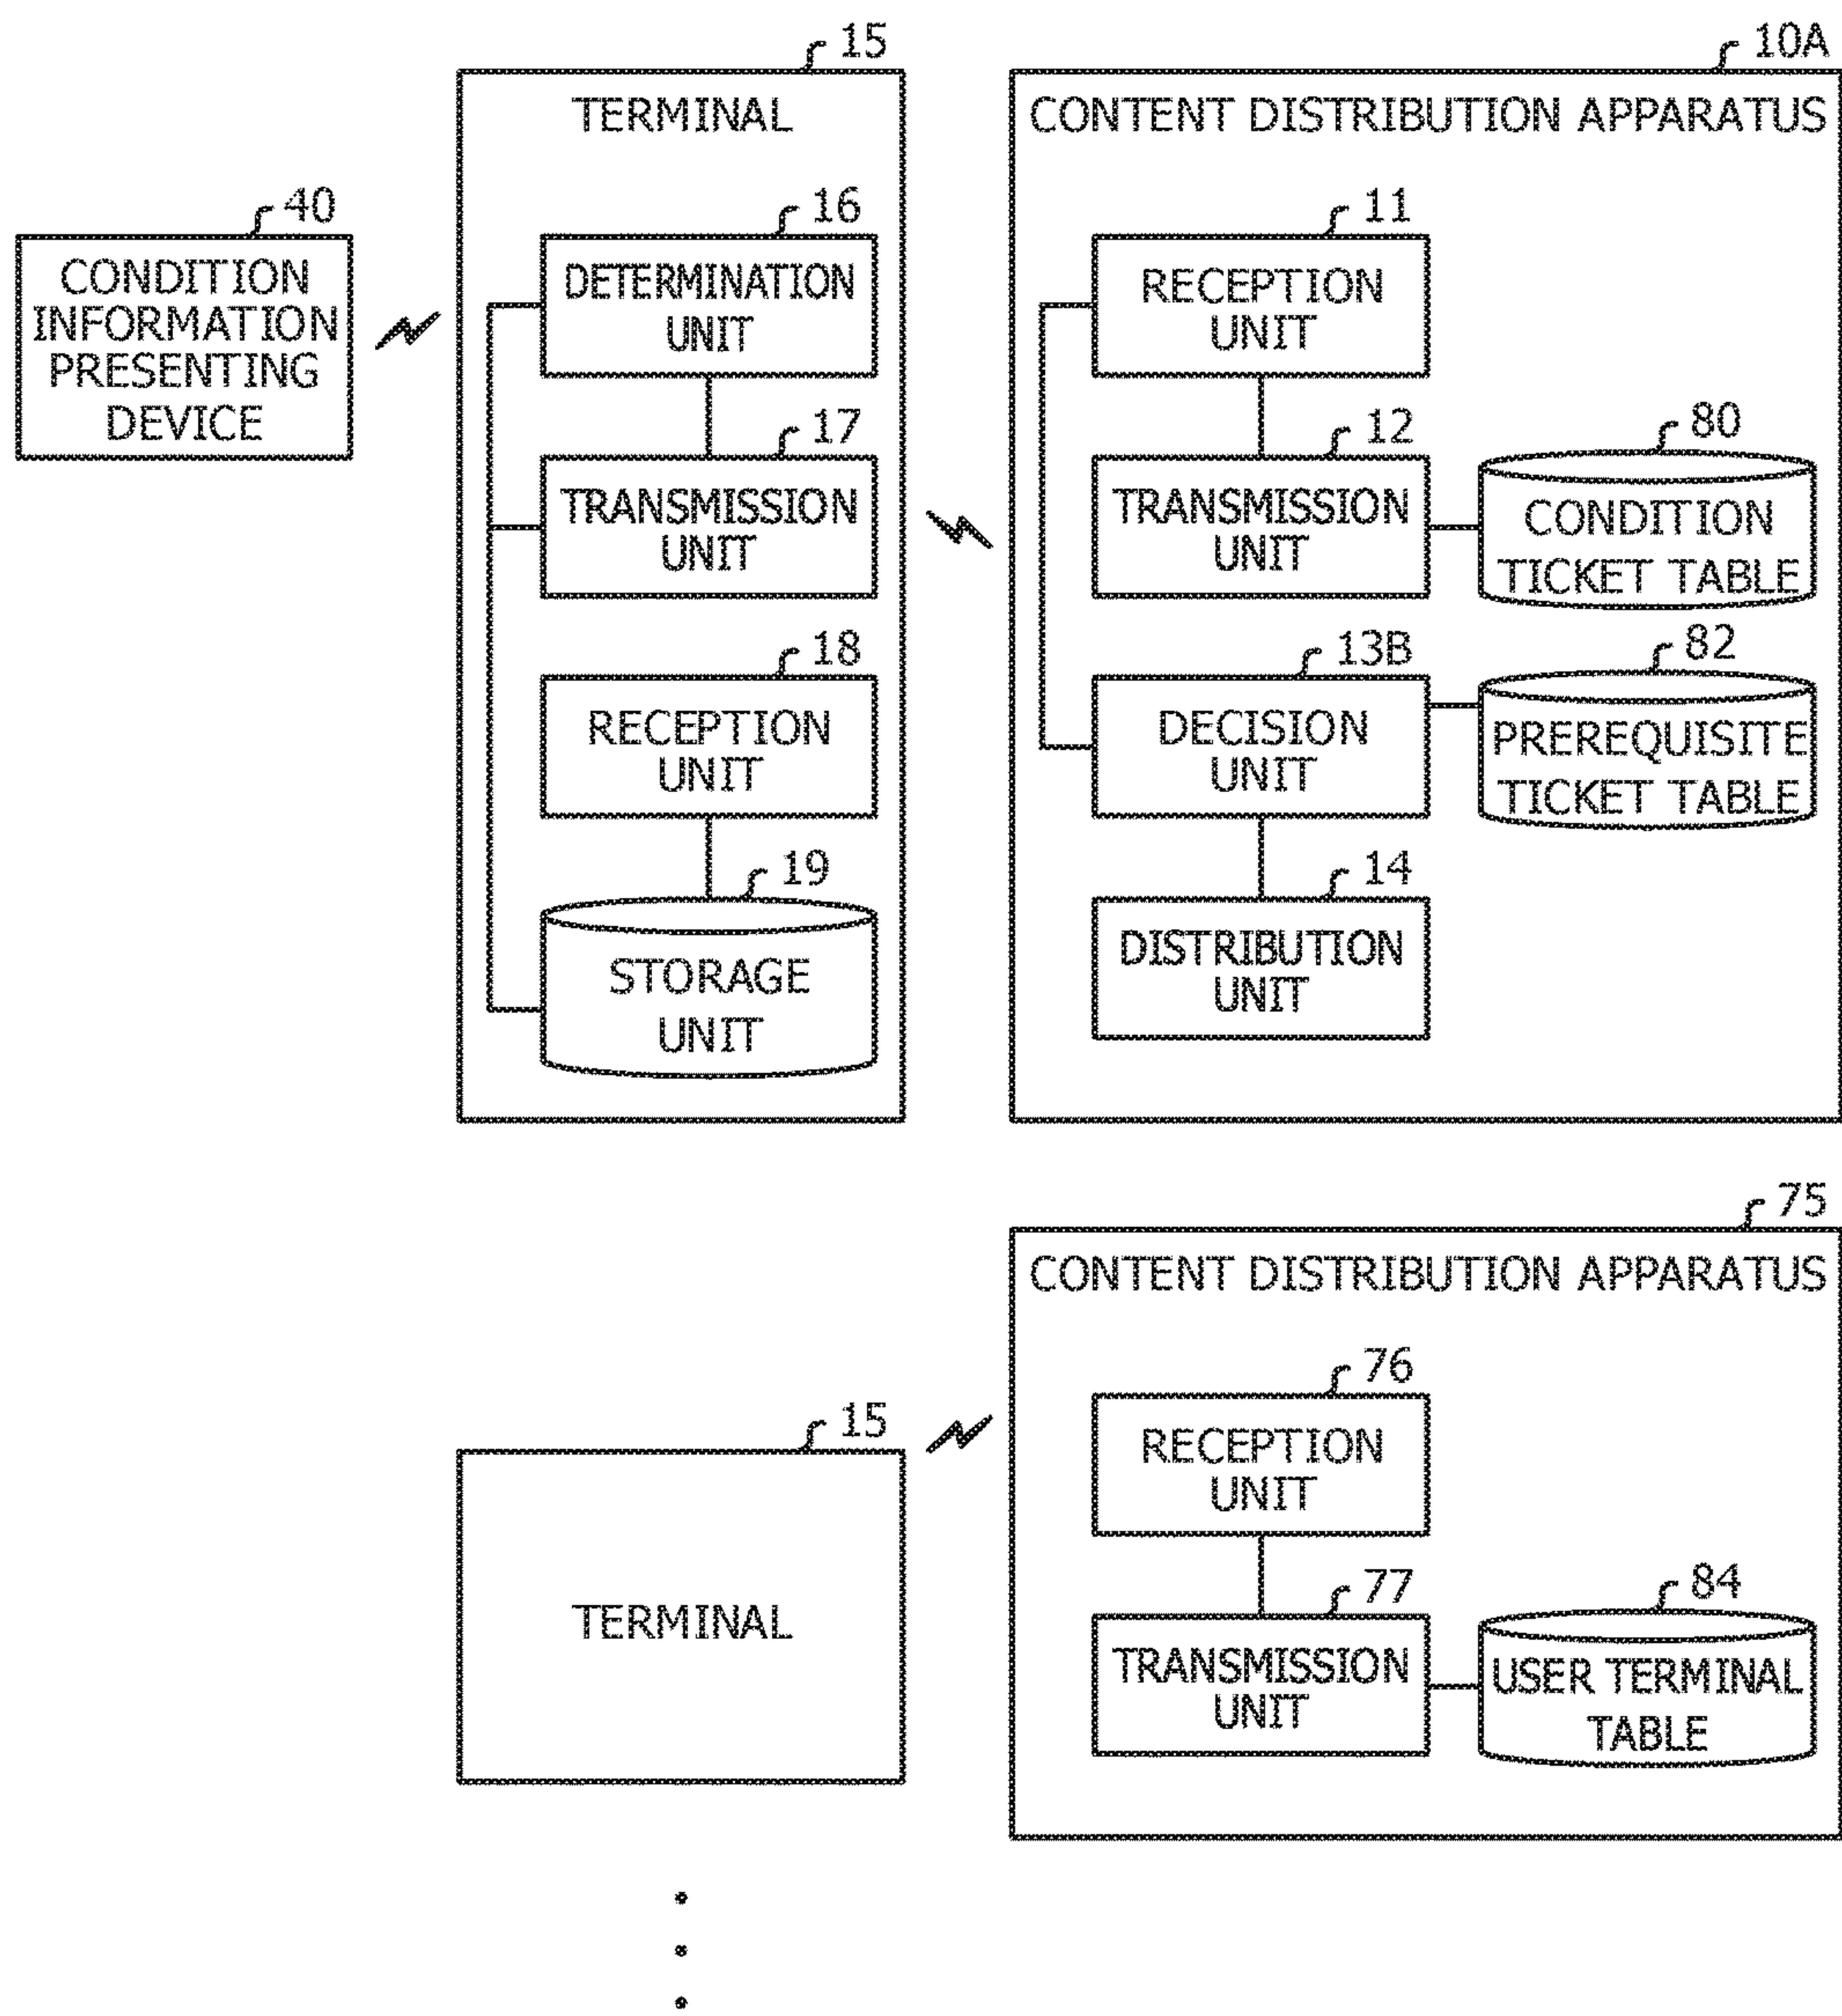 15
TERMINAL
10A
CONTENT DISTRIBUTION APPARATUS
40
CONDITION
INFORMATION
PRESENTING
DEVICE
16
DETERMINATION
UNIT
17
TRANSMISSION
UNIT
18
RECEPTION
UNIT
19
STORAGE
UNIT
11
RECEPTION
UNIT
12
TRANSMISSION
UNIT
80
CONDITION
TICKET TABLE
13B
DECISION
UNIT
82
PREREQUISITE
TICKET TABLE
14
DISTRIBUTION
UNIT
75
CONTENT DISTRIBUTION APPARATUS
15
TERMINAL
76
RECEPTION
UNIT
77
TRANSMISSION
UNIT
84
USER TERMINAL
TABLE